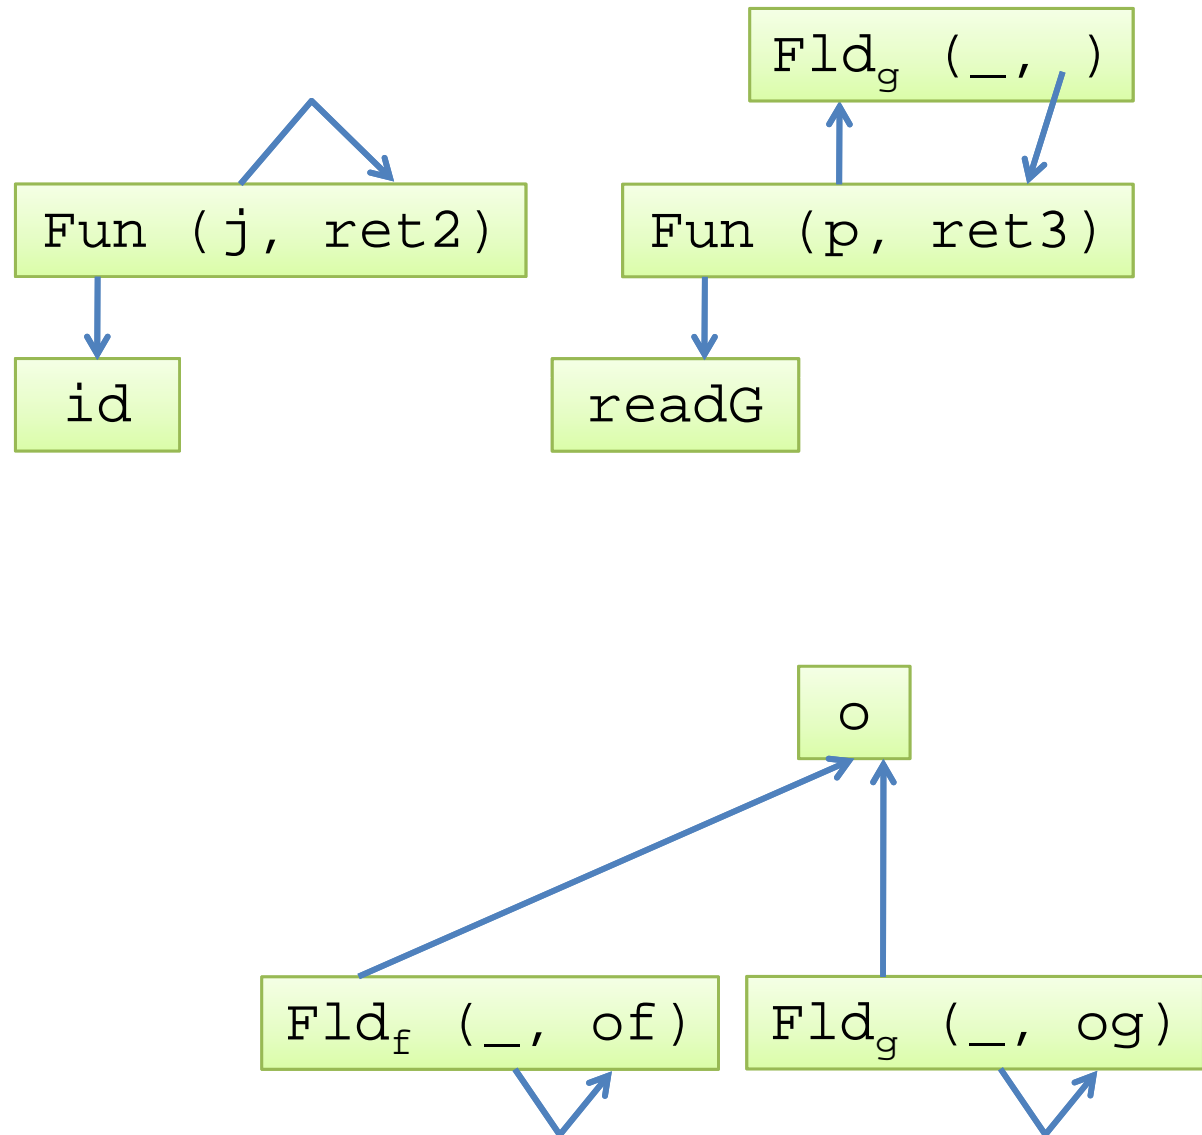 Fld_g (_, )
Fun (j, ret2)
Fun (p, ret3)
id
readG
o
Fld_f (_, of)
Fld_g (_, og)